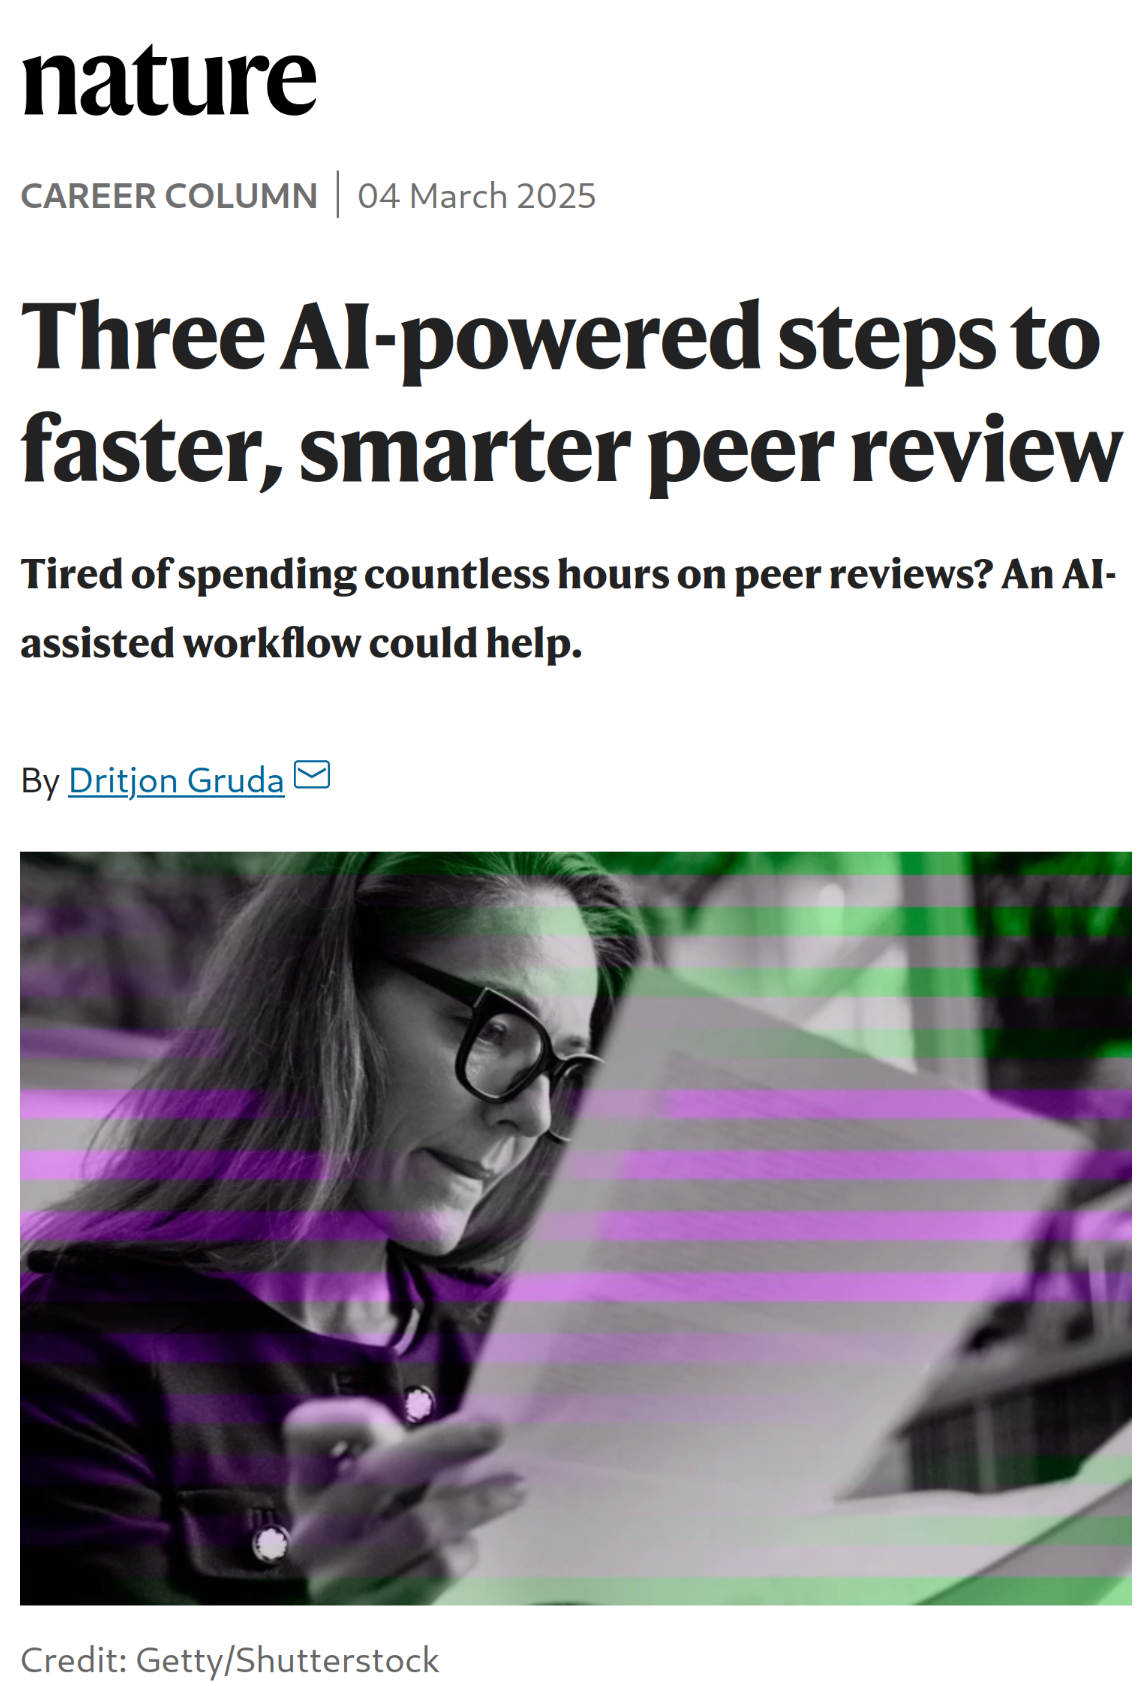 nature
CAREER COLUMN | 04 March 2025
Three AI-powered steps to
faster, smarter peer review
Tired of spending countless hours on peer reviews? An AI-
assisted workflow could help.
By Dritjon Gruda
Credit: Getty/Shutterstock